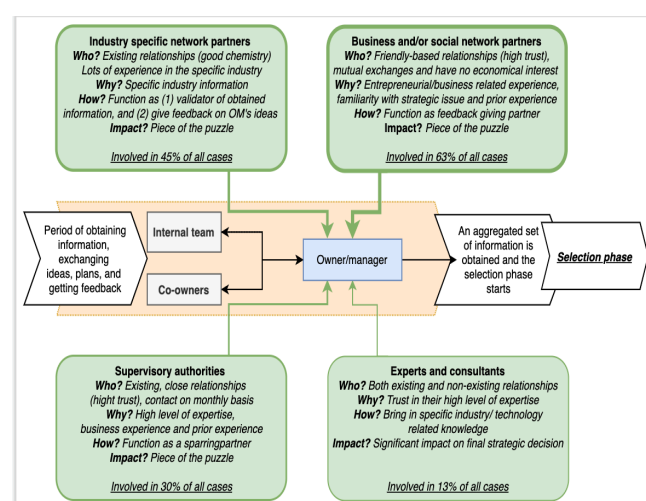 Industry specific network partners
Who? Existing relationships (good chemistry)
Lots of experience in the specific industry
Why? Specific industry information
How? Function as (1) validator of obtained
information, and (2) give feedback on OM's ideas
Impact? Piece of the puzzle
Involved in 45% of all cases
Business and/or social network partners
Who? Friendly-based relationships (high trust),
mutual exchanges and have no economical interest
Why? Entrepreneurial/business related experience,
familiarity with strategic issue and prior experience
How? Function as feedback giving partner
Impact? Piece of the puzzle
Involved in 63% of all cases
Period of obtaining
information,
exchanging
ideas, plans, and
getting feedback
Internal team
Co-owners
Owner/manager
An aggregated set
of information is
obtained and the
selection phase
starts
Selection phase
Supervisory authorities
Who? Existing, close relationships
(hight trust), contact on monthly basis
Why? High level of expertise,
business experience and prior experience
How? Function as a sparringpartner
Impact? Piece of the puzzle
Involved in 30% of all cases
Experts and consultants
Who? Both existing and non-existing relationships
Why? Trust in their high level of expertise
How? Bring in specific industry/ technology
related knowledge
Impact? Significant impact on final strategic decision
Involved in 13% of all cases